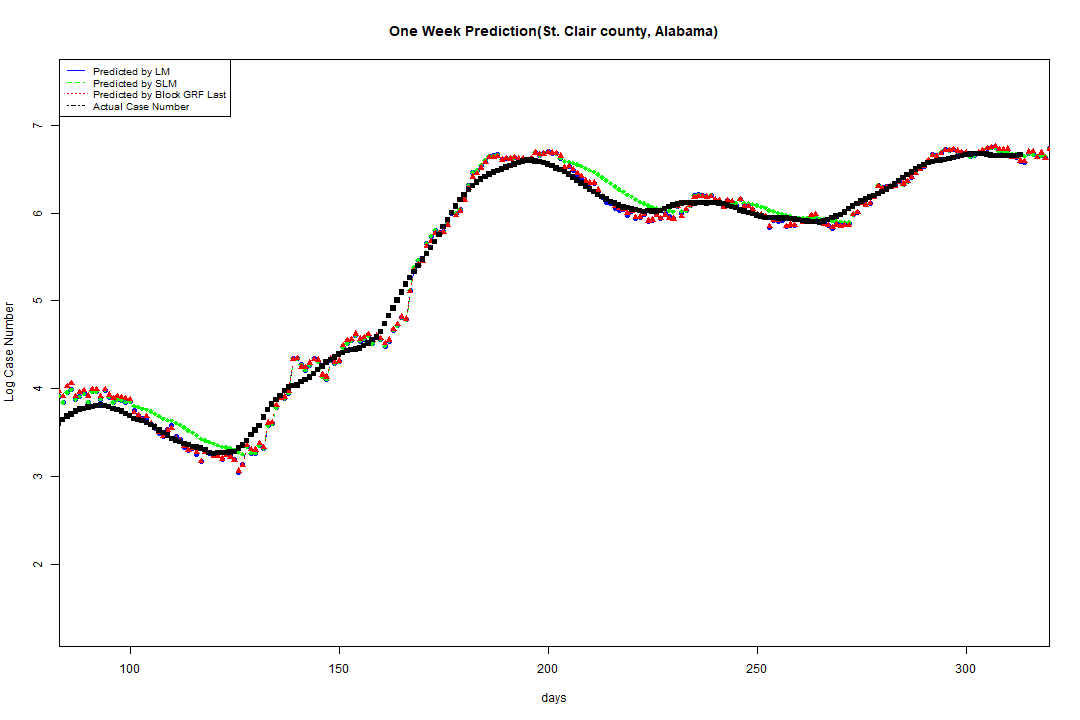 One Week Prediction(St. Clair county, Alabama)
Predicted by LM
Predicted by SLM
Predicted by Block GRF Last
Actual Case Number
7
6
5
4
3
2
Log Case Number
100 150 200 250 300
days